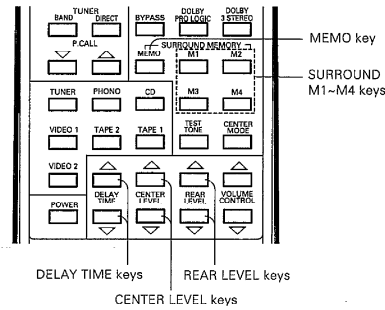 TUNER
BAND DIRECT BYPASS DOLBY PRO LOGIC DOLBY 3 STEREO
P.CALL
SURROUND MEMORY
MEMO M1 M2
MEMO key
TUNER PHONO CD M3 M4
SURROUND
M1~M4 keys
VIDEO 1 TAPE 2 TAPE 1 TEST TONE CENTER MODE
VIDEO 2
POWER DELAY TIME CENTER LEVEL REAR LEVEL VOLUME CONTROL
DELAY TIME keys REAR LEVEL keys
CENTER LEVEL keys